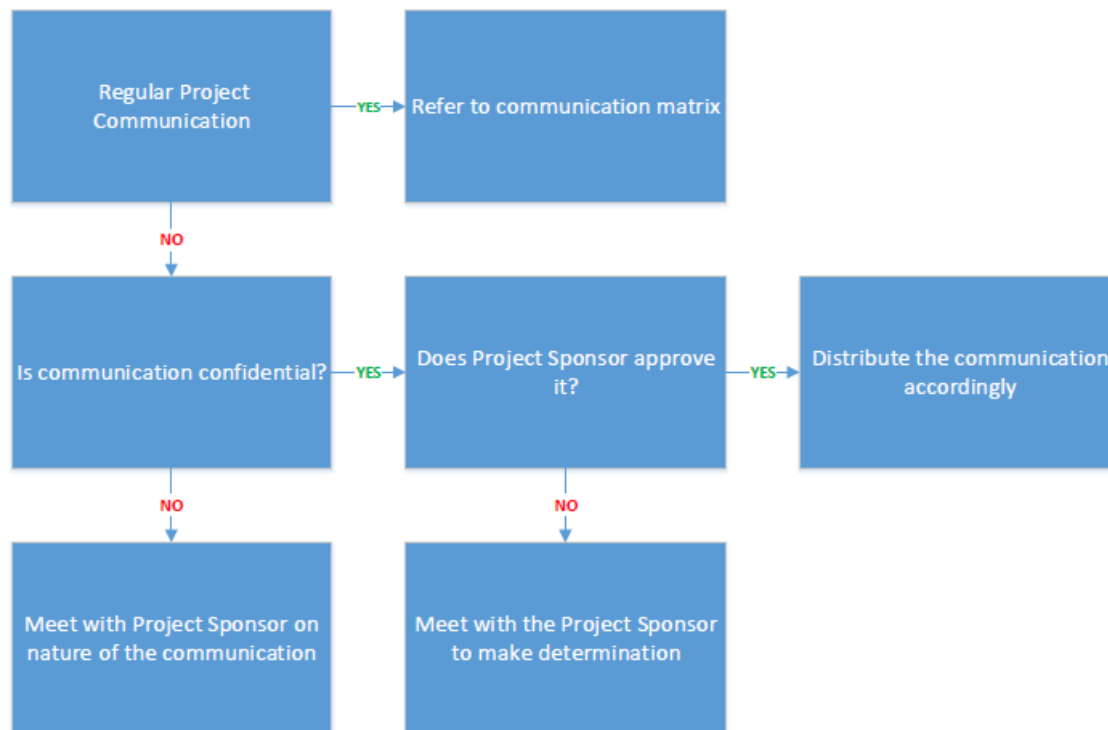 Regular Project
Communication
YES
Refer to communication matrix
NO
Is communication confidential?
YES
Does Project Sponsor approve
it?
YES
Distribute the communication
accordingly
NO
NO
Meet with Project Sponsor on
nature of the communication
Meet with the Project Sponsor
to make determination